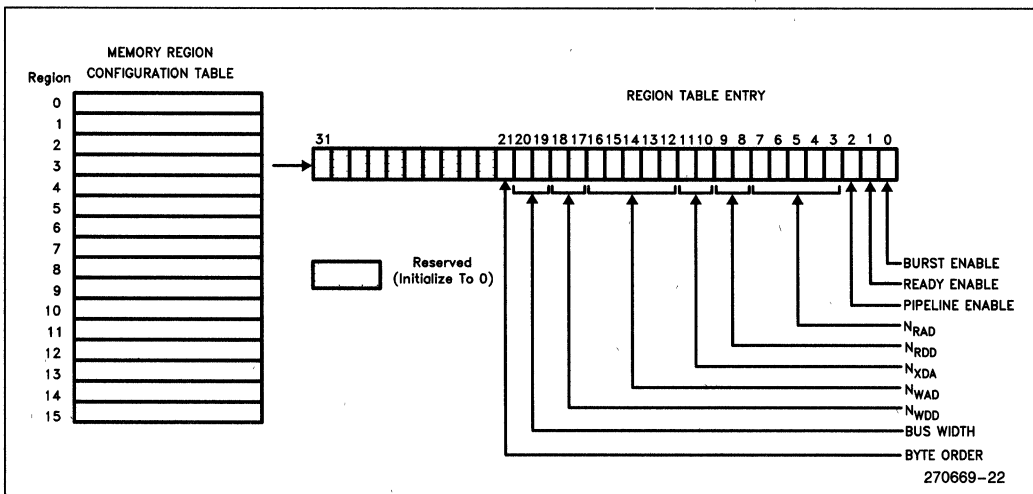 MEMORY REGION
CONFIGURATION TABLE
Region
0
1
2
3
4
5
6
7
8
9
10
11
12
13
14
15
REGION TABLE ENTRY
31 21 20 19 18 17 16 15 14 13 12 11 10 9 8 7 6 5 4 3 2 1 0
Reserved
(Initialize To 0)
BURST ENABLE
READY ENABLE
PIPELINE ENABLE
NRAD
NRDD
NXDA
NWAD
NWDD
BUS WIDTH
BYTE ORDER
270669-22